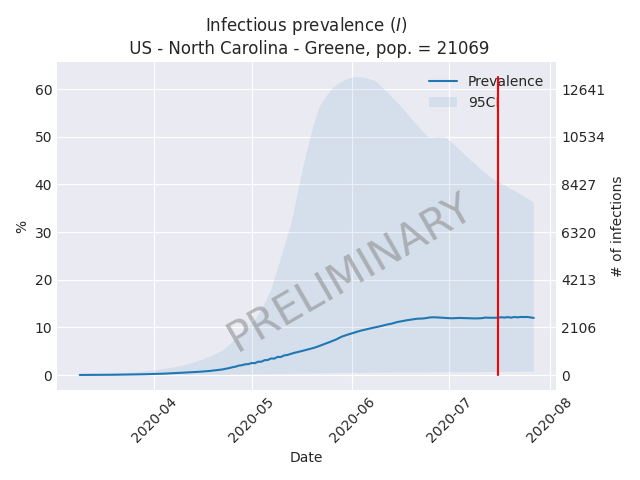 Infectious prevalence (I)
US - North Carolina - Greene, pop. = 21069
Prevalence
95CI
60
50
40
30
20
10
0
%
12641
10534
8427
6320
4213
2106
0
# of infections
PRELIMINARY
2020-04
2020-05
2020-06
2020-07
2020-08
Date